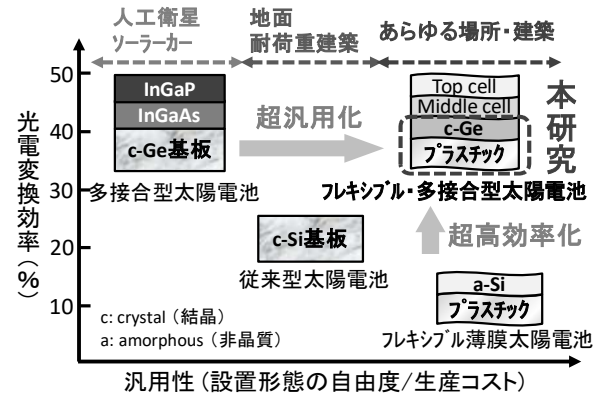 人工衛星
ソーラーカー
地面
耐荷重建築
あらゆる場所・建築
光電変換効率(%)
50
40
30
20
10
InGaP
InGaAs
c-Ge基板
多接合型太陽電池
超汎用化
Top cell
Middle cell
c-Ge
プラスチック
本研究
フレキシブル・多接合型太陽電池
c-Si基板
従来型太陽電池
超高効率化
a-Si
プラスチック
フレキシブル薄膜太陽電池
c: crystal（結晶）
a: amorphous（非晶質）
汎用性（設置形態の自由度/生産コスト）